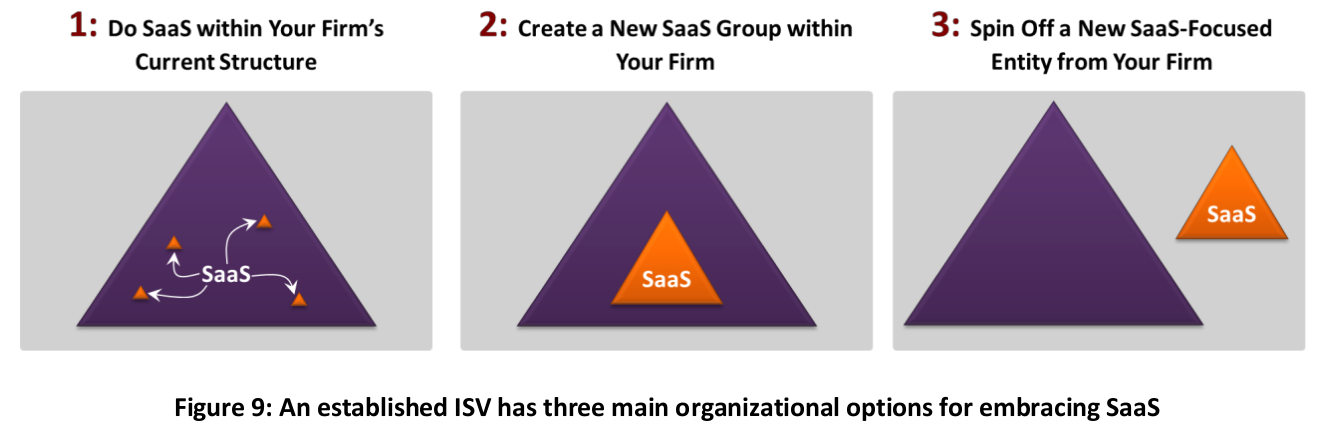 1: Do SaaS within Your Firm’s
Current Structure
2: Create a New SaaS Group within
Your Firm
3: Spin Off a New SaaS-Focused
Entity from Your Firm
SaaS
SaaS
SaaS
Figure 9: An established ISV has three main organizational options for embracing SaaS